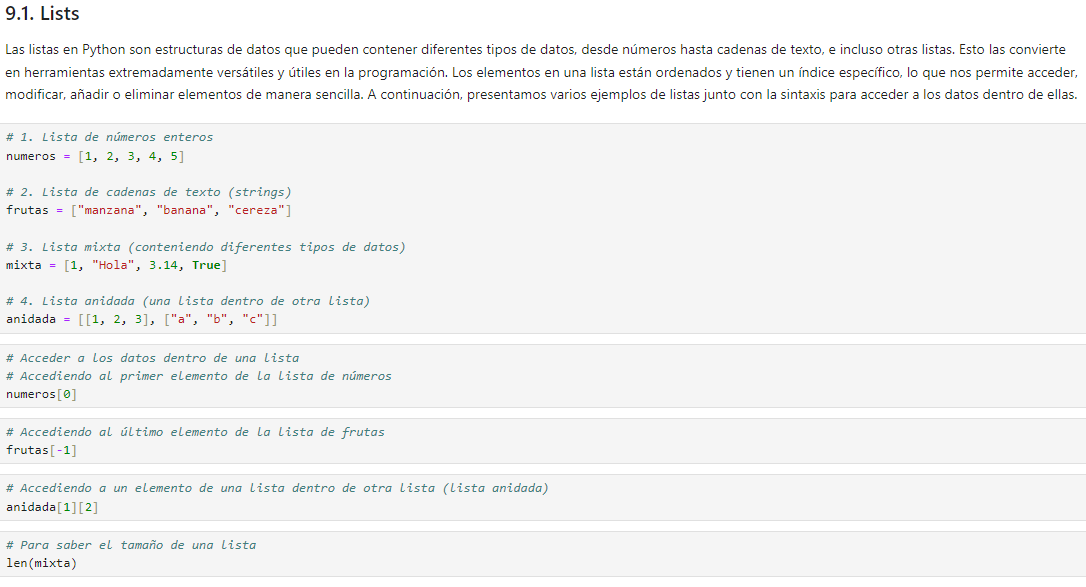 9.1. Lists
Las listas en Python son estructuras de datos que pueden contener diferentes tipos de datos, desde números hasta cadenas de texto, e incluso otras listas. Esto las convierte
en herramientas extremadamente versátiles y útiles en la programación. Los elementos en una lista están ordenados y tienen un índice específico, lo que nos permite acceder,
modificar, añadir o eliminar elementos de manera sencilla. A continuación, presentamos varios ejemplos de listas junto con la sintaxis para acceder a los datos dentro de ellas.
# 1. Lista de números enteros
numeros = [1, 2, 3, 4, 5]
# 2. Lista de cadenas de texto (strings)
frutas = ["manzana", "banana", "cereza"]
# 3. Lista mixta (conteniendo diferentes tipos de datos)
mixta = [1, "Hola", 3.14, True]
# 4. Lista anidada (una lista dentro de otra lista)
anidada = [[1, 2, 3], ["a", "b", "c"]]
# Acceder a los datos dentro de una lista
# Accediendo al primer elemento de la lista de números
numeros[0]
# Accediendo al último elemento de la lista de frutas
frutas[-1]
# Accediendo a un elemento de una lista dentro de otra lista (lista anidada)
anidada[1][2]
# Para saber el tamaño de una lista
len(mixta)